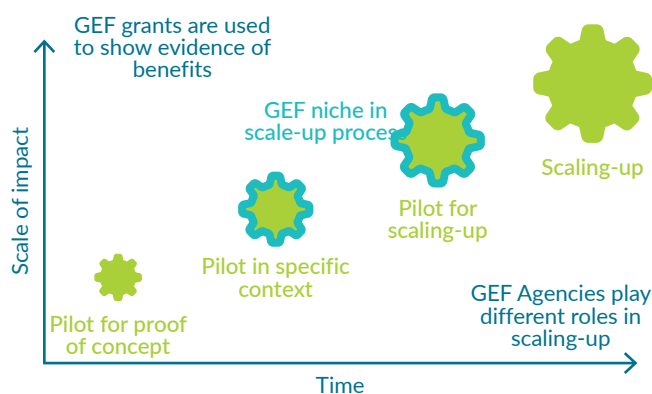 GEF grants are used
to show evidence of
benefits
GEF niche in
scale-up proces
Scaling-up
Pilot for
scaling-up
Pilot in specific
context
Pilot for proof
of concept
GEF Agencies play
different roles in
scaling-up
Scale of impact
Time